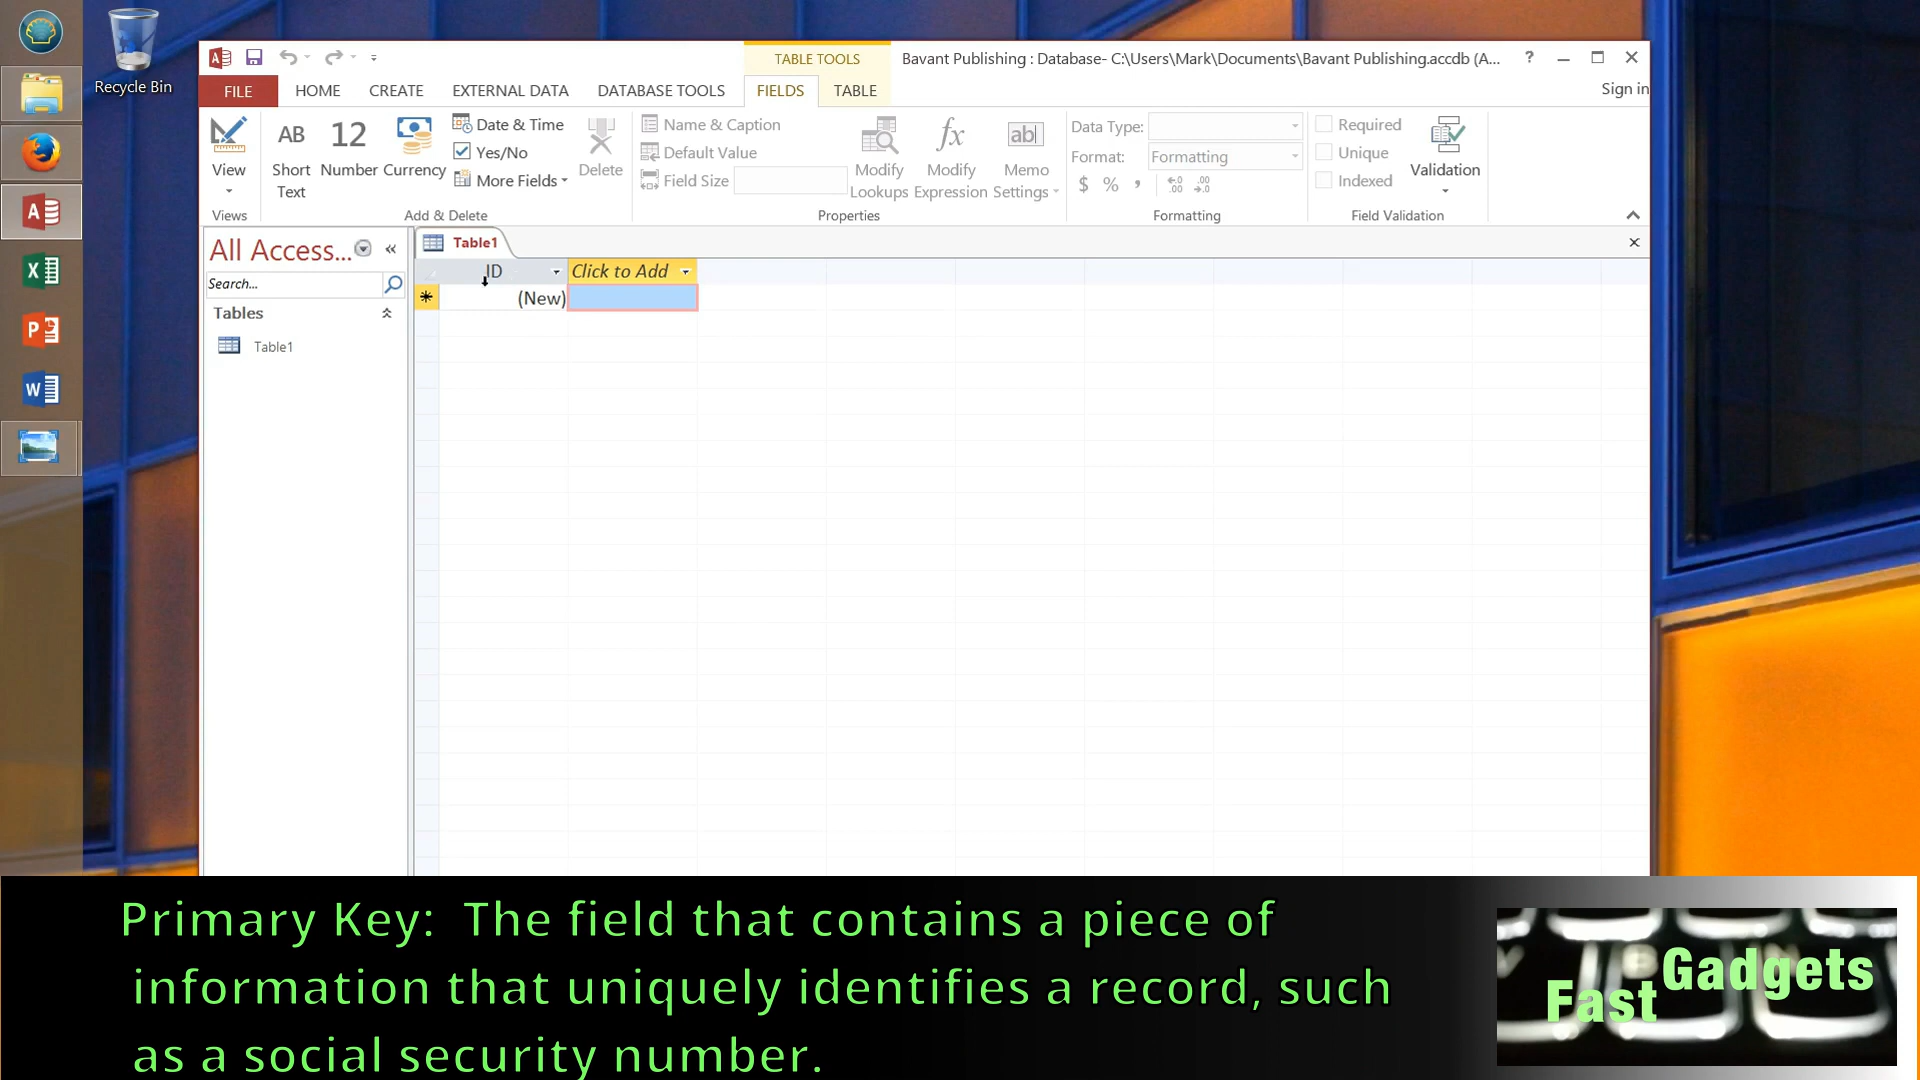 Recycle Bin
TABLE TOOLS
Bavant Publishing : Database- C:\Users\Mark\Documents\Bavant Publishing.accdb (A...
?
FILE
HOME
CREATE
EXTERNAL DATA
DATABASE TOOLS
FIELDS
TABLE
Sign in
View
Views
AB
Short
Text
12
Number
Currency
Date & Time
Yes/No
More Fields
Delete
Add & Delete
Name & Caption
Default Value
Field Size
Modify
Lookups
fx
Modify
Expression
ab
Memo
Settings
Properties
Data Type:
Format:
Formatting
$ % ,
Formatting
Required
Unique
Indexed
Validation
Field Validation
All Access...
Search...
Tables
Table1
Table1
ID
Click to Add
(New)
Primary Key: The field that contains a piece of
information that uniquely identifies a record, such
as a social security number.
Fast Gadgets